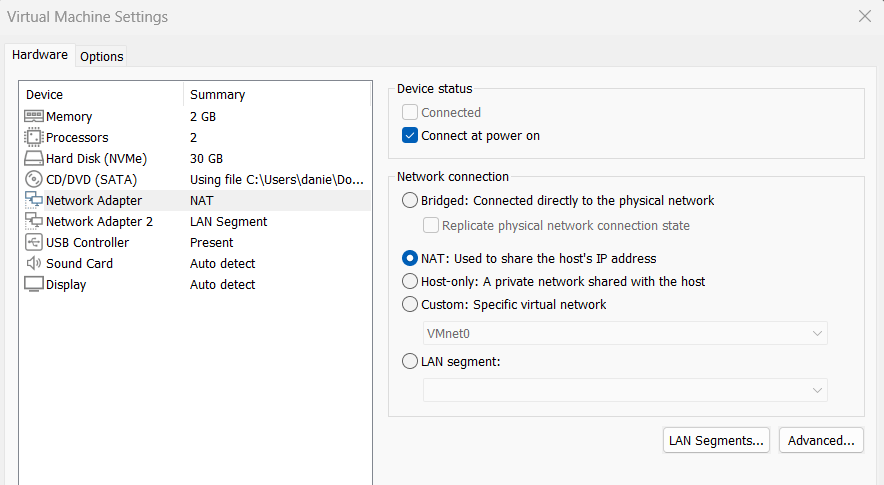 Virtual Machine Settings
Hardware Options
Device Summary
Memory 2 GB
Processors 2
Hard Disk (NVMe) 30 GB
CD/DVD (SATA) Using file C:\Users\danie\Do...
Network Adapter NAT
Network Adapter 2 LAN Segment
USB Controller Present
Sound Card Auto detect
Display Auto detect
Device status
Connected
Connect at power on
Network connection
Bridged: Connected directly to the physical network
Replicate physical network connection state
NAT: Used to share the host's IP address
Host-only: A private network shared with the host
Custom: Specific virtual network
VMnet0
LAN segment:
LAN Segments... Advanced...